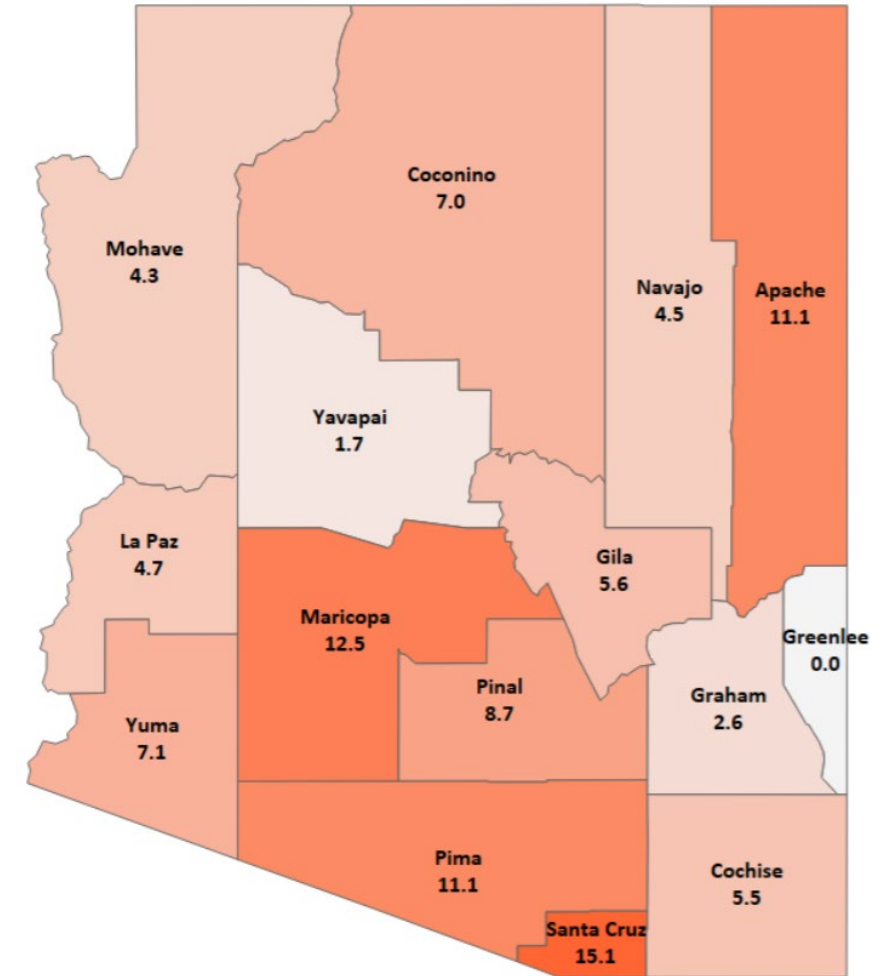 Coconino
7.0
Mohave
4.3
Navajo
4.5
Apache
11.1
Yavapai
1.7
La Paz
4.7
Gila
5.6
Maricopa
12.5
Greenlee
0.0
Pinal
8.7
Graham
2.6
Yuma
7.1
Pima
11.1
Cochise
5.5
Santa Cruz
15.1